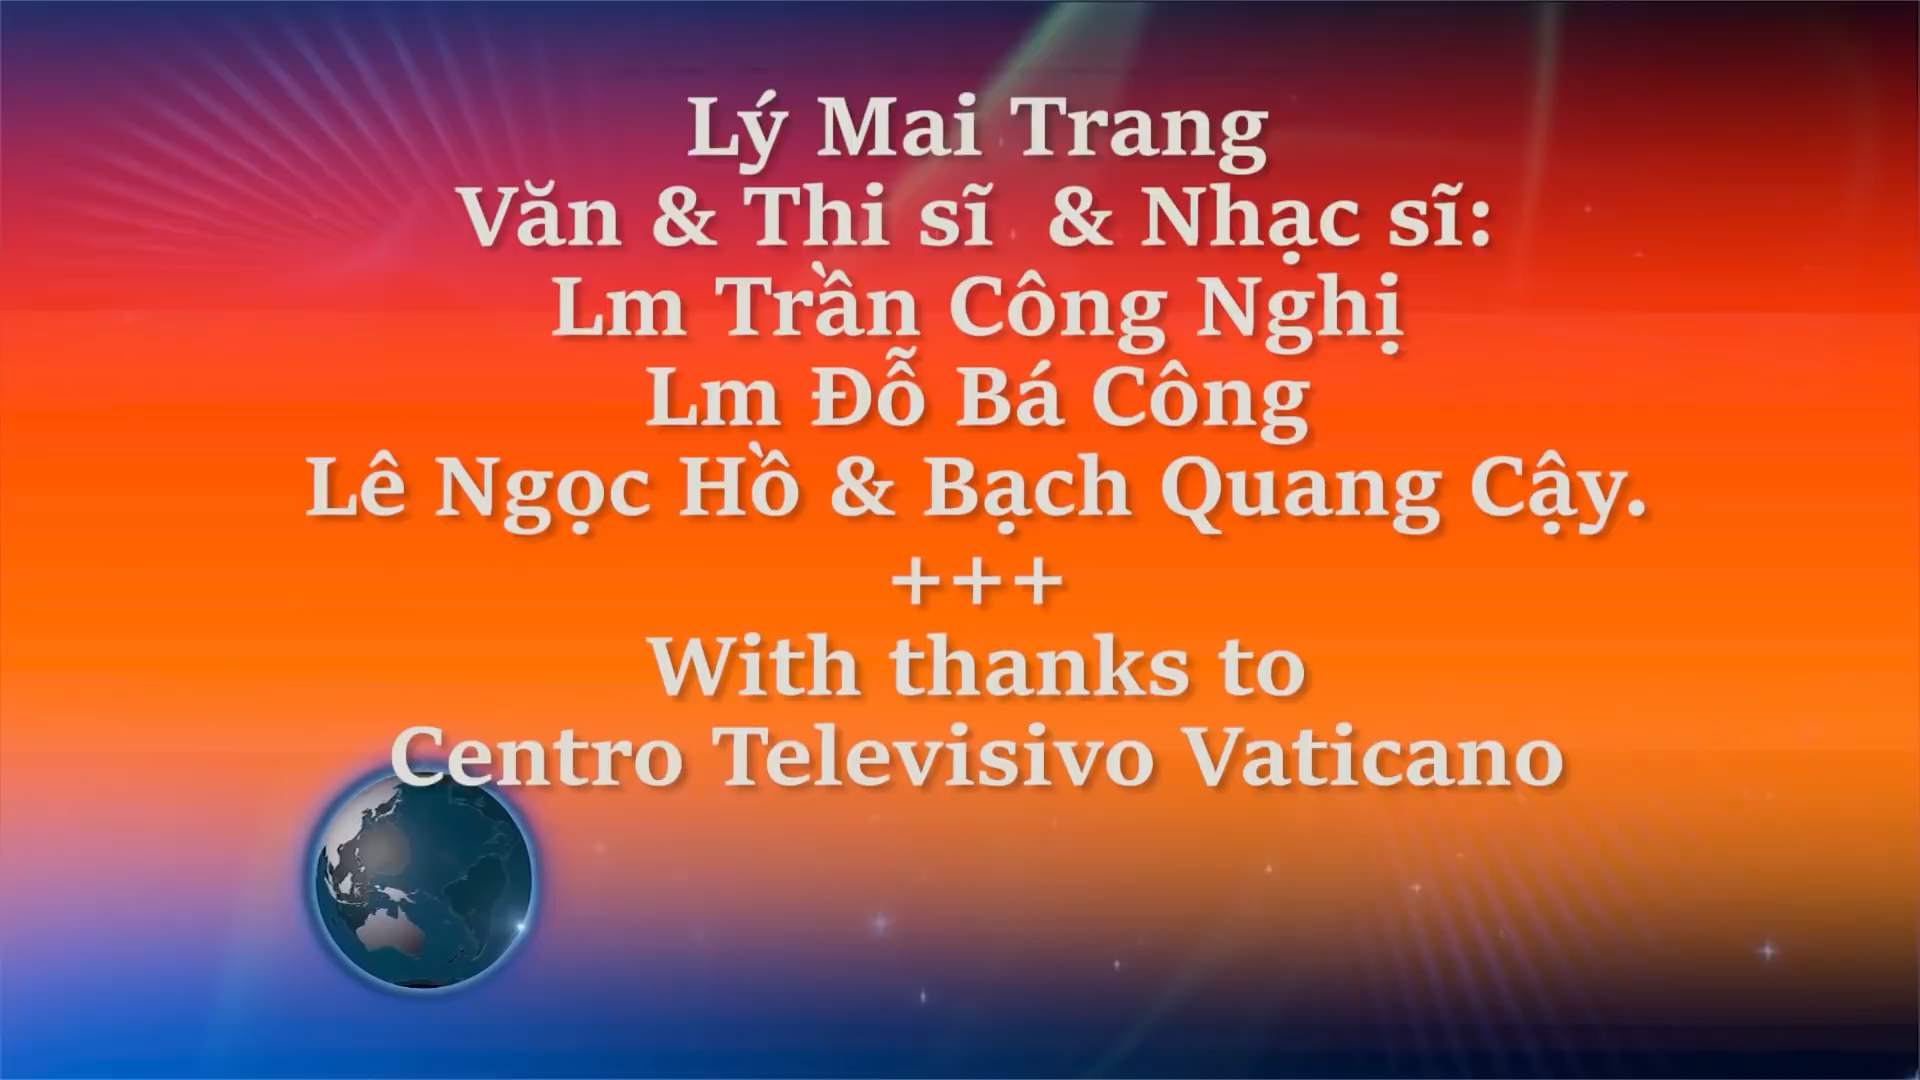 Lý Mai Trang
Văn & Thi sĩ & Nhạc sĩ:
Lm Trần Công Nghị
Lm Đỗ Bá Công
Lê Ngọc Hồ & Bạch Quang Cậy.
+++
With thanks to
Centro Televisivo Vaticano